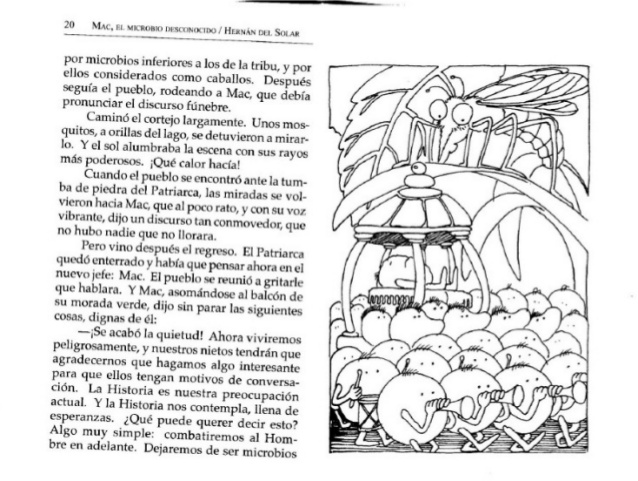 20 MAC, EL MICROBIO DESCONOCIDO / HERNÁN DEL SOLAR
por microbios inferiores a los de la tribu, y por
ellos considerados como caballos. Después
seguía el pueblo, rodeando a Mac, que debía
pronunciar el discurso fúnebre.
Caminó el cortejo largamente. Unos mos-
quitos, a orillas del lago, se detuvieron a mirar-
lo. Y el sol alumbraba la escena con sus rayos
más poderosos. ¡Qué calor hacía!
Cuando el pueblo se encontró ante la tum-
ba de piedra del Patriarca, las miradas se vol-
vieron hacia Mac, que al poco rato, y con su voz
vibrante, dijo un discurso tan conmovedor, que
no hubo nadie que no llorara.
Pero vino después el regreso. El Patriarca
quedó enterrado y había que pensar ahora en el
nuevo jefe: Mac. El pueblo se reunió a gritarle
que hablara. Y Mac, asomándose al balcón de
su morada verde, dijo sin parar las siguientes
cosas, dignas de él:
—¡Se acabó la quietud! Ahora viviremos
peligrosamente, y nuestros nietos tendrán que
agradecernos que hagamos algo interesante
para que ellos tengan motivos de conversa-
ción. La Historia es nuestra preocupación
actual. Y la Historia nos contempla, llena de
esperanzas. ¿Qué puede querer decir esto?
Algo muy simple: combatiremos al Hom-
bre en adelante. Dejaremos de ser microbios